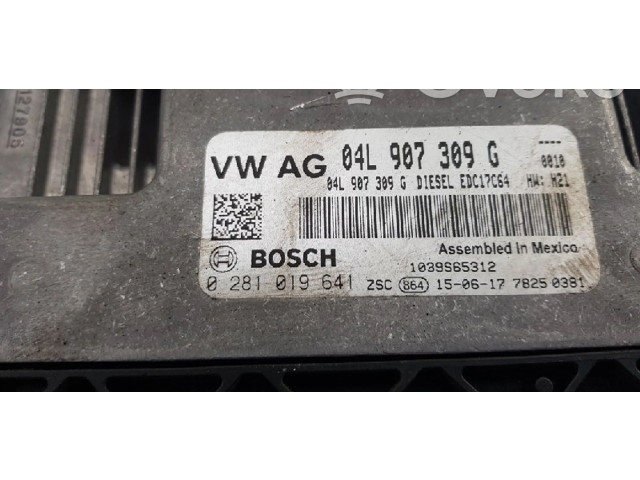 VW AG 04L 907 309 G ----
0010
04L 907 309 G DIESEL EDC17C64 HW: H21
BOSCH Assembled in Mexico
1039S65312
0 281 019 641 ZSC 864 15-06-17 7825 0381